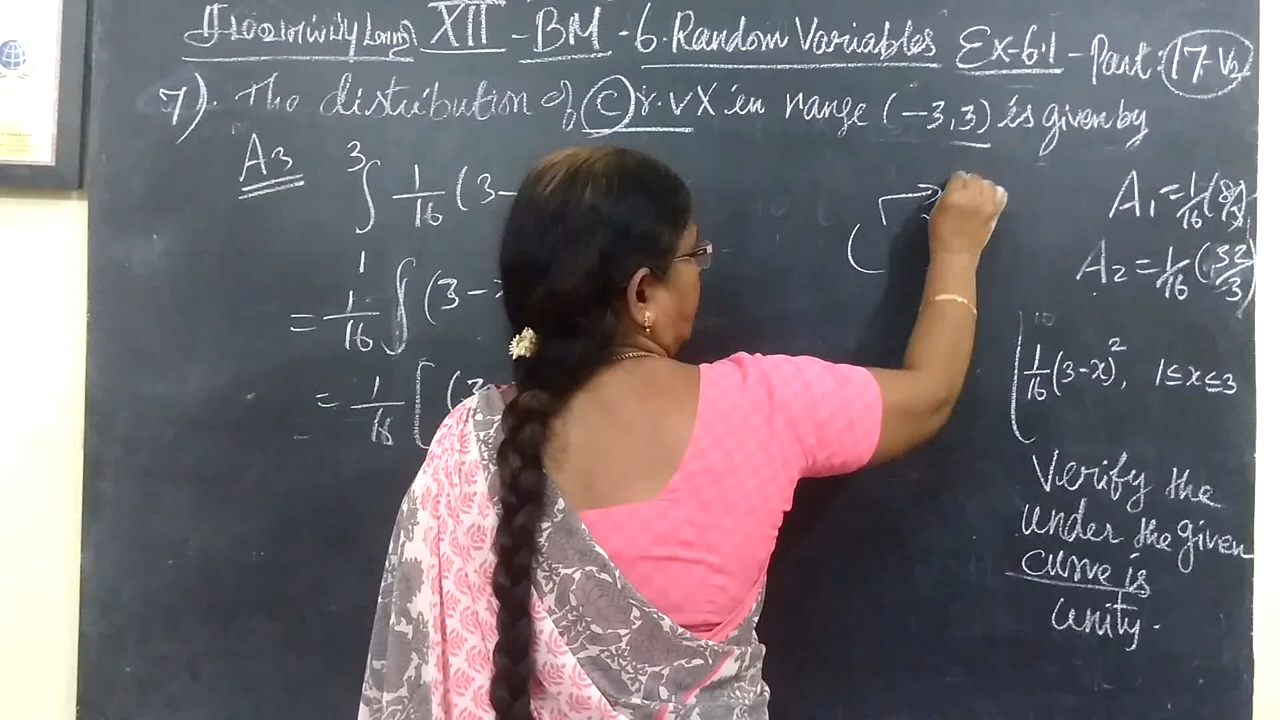 XII - BM - 6. Random Variables Ex-6.1 - Part: 17-V2
7). The distribution of (C) r.v X in range (-3,3) is given by
A3 3∫1 1/16 (3-
= 1/16 ∫ (3-x
= 1/16 [ (3
A1 = 1/16 (8/3)
A2 = 1/16 (32/3)
1/16 (3-x)², 1≤x≤3
Verify the
under the given
curve is
unity.